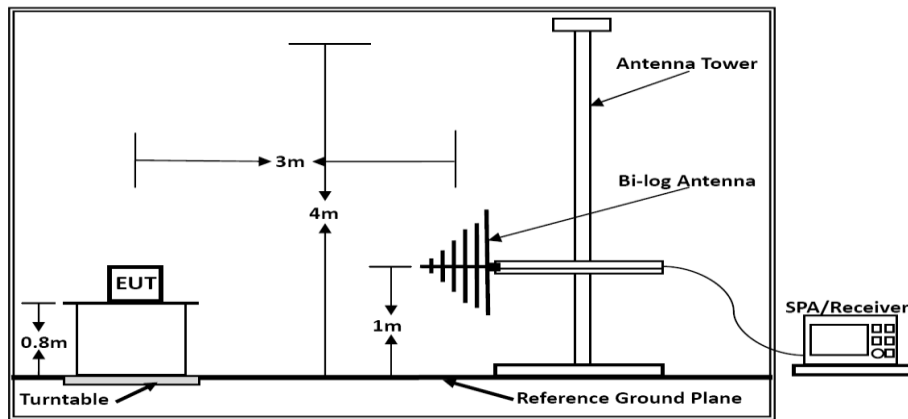 Antenna Tower
3m
Bi-log Antenna
4m
EUT
SPA/Receiver
0.8m
1m
Turntable
Reference Ground Plane